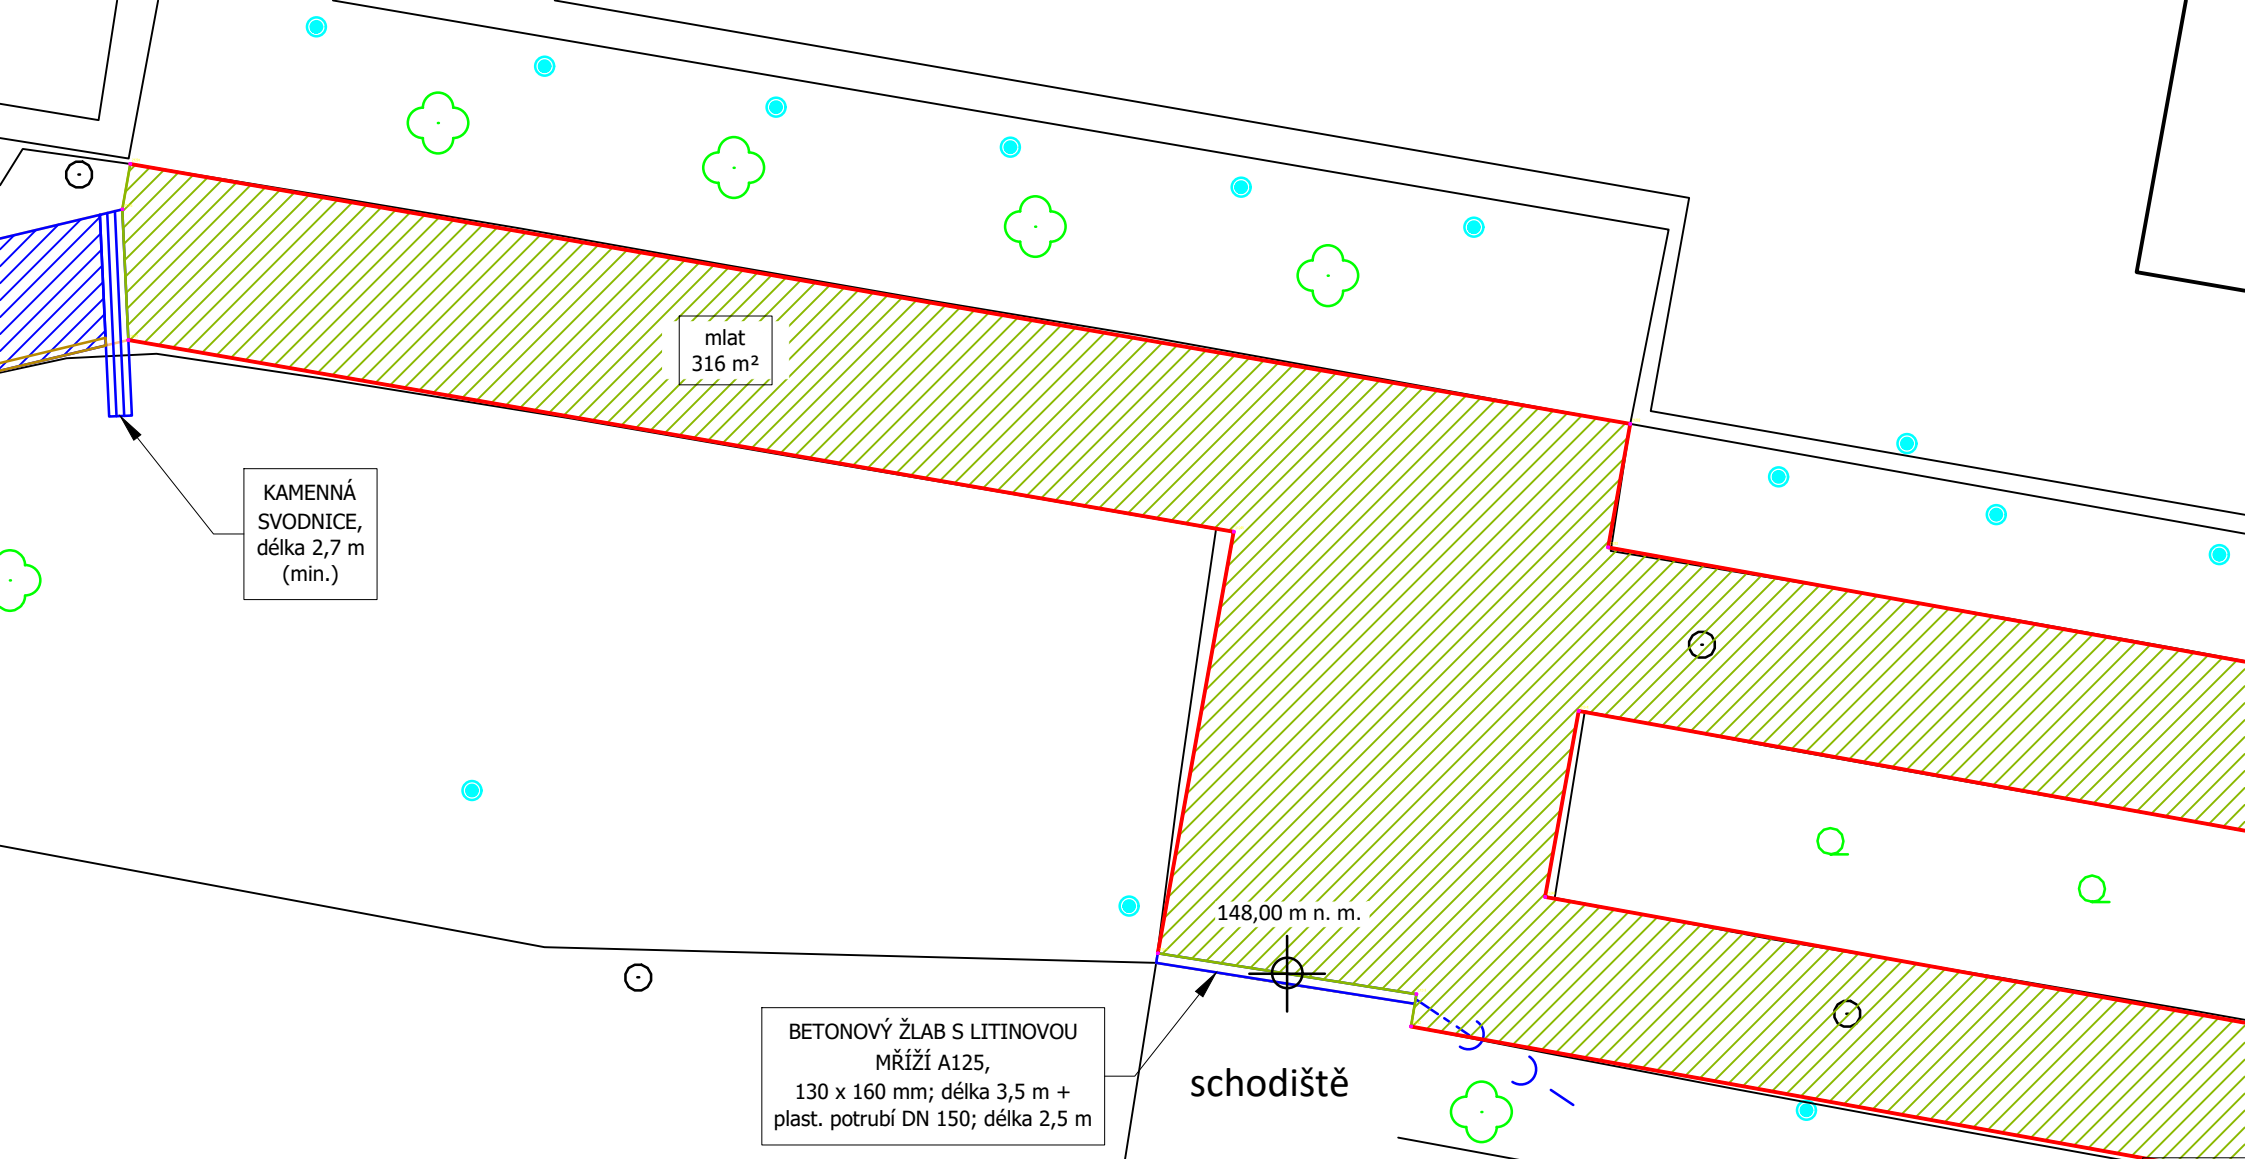 mlat
316 m²
KAMENNÁ
SVODNICE,
délka 2,7 m
(min.)
148,00 m n. m.
BETONOVÝ ŽLAB S LITINOVOU
MŘÍŽÍ A125,
130 x 160 mm; délka 3,5 m +
plast. potrubí DN 150; délka 2,5 m
schodiště